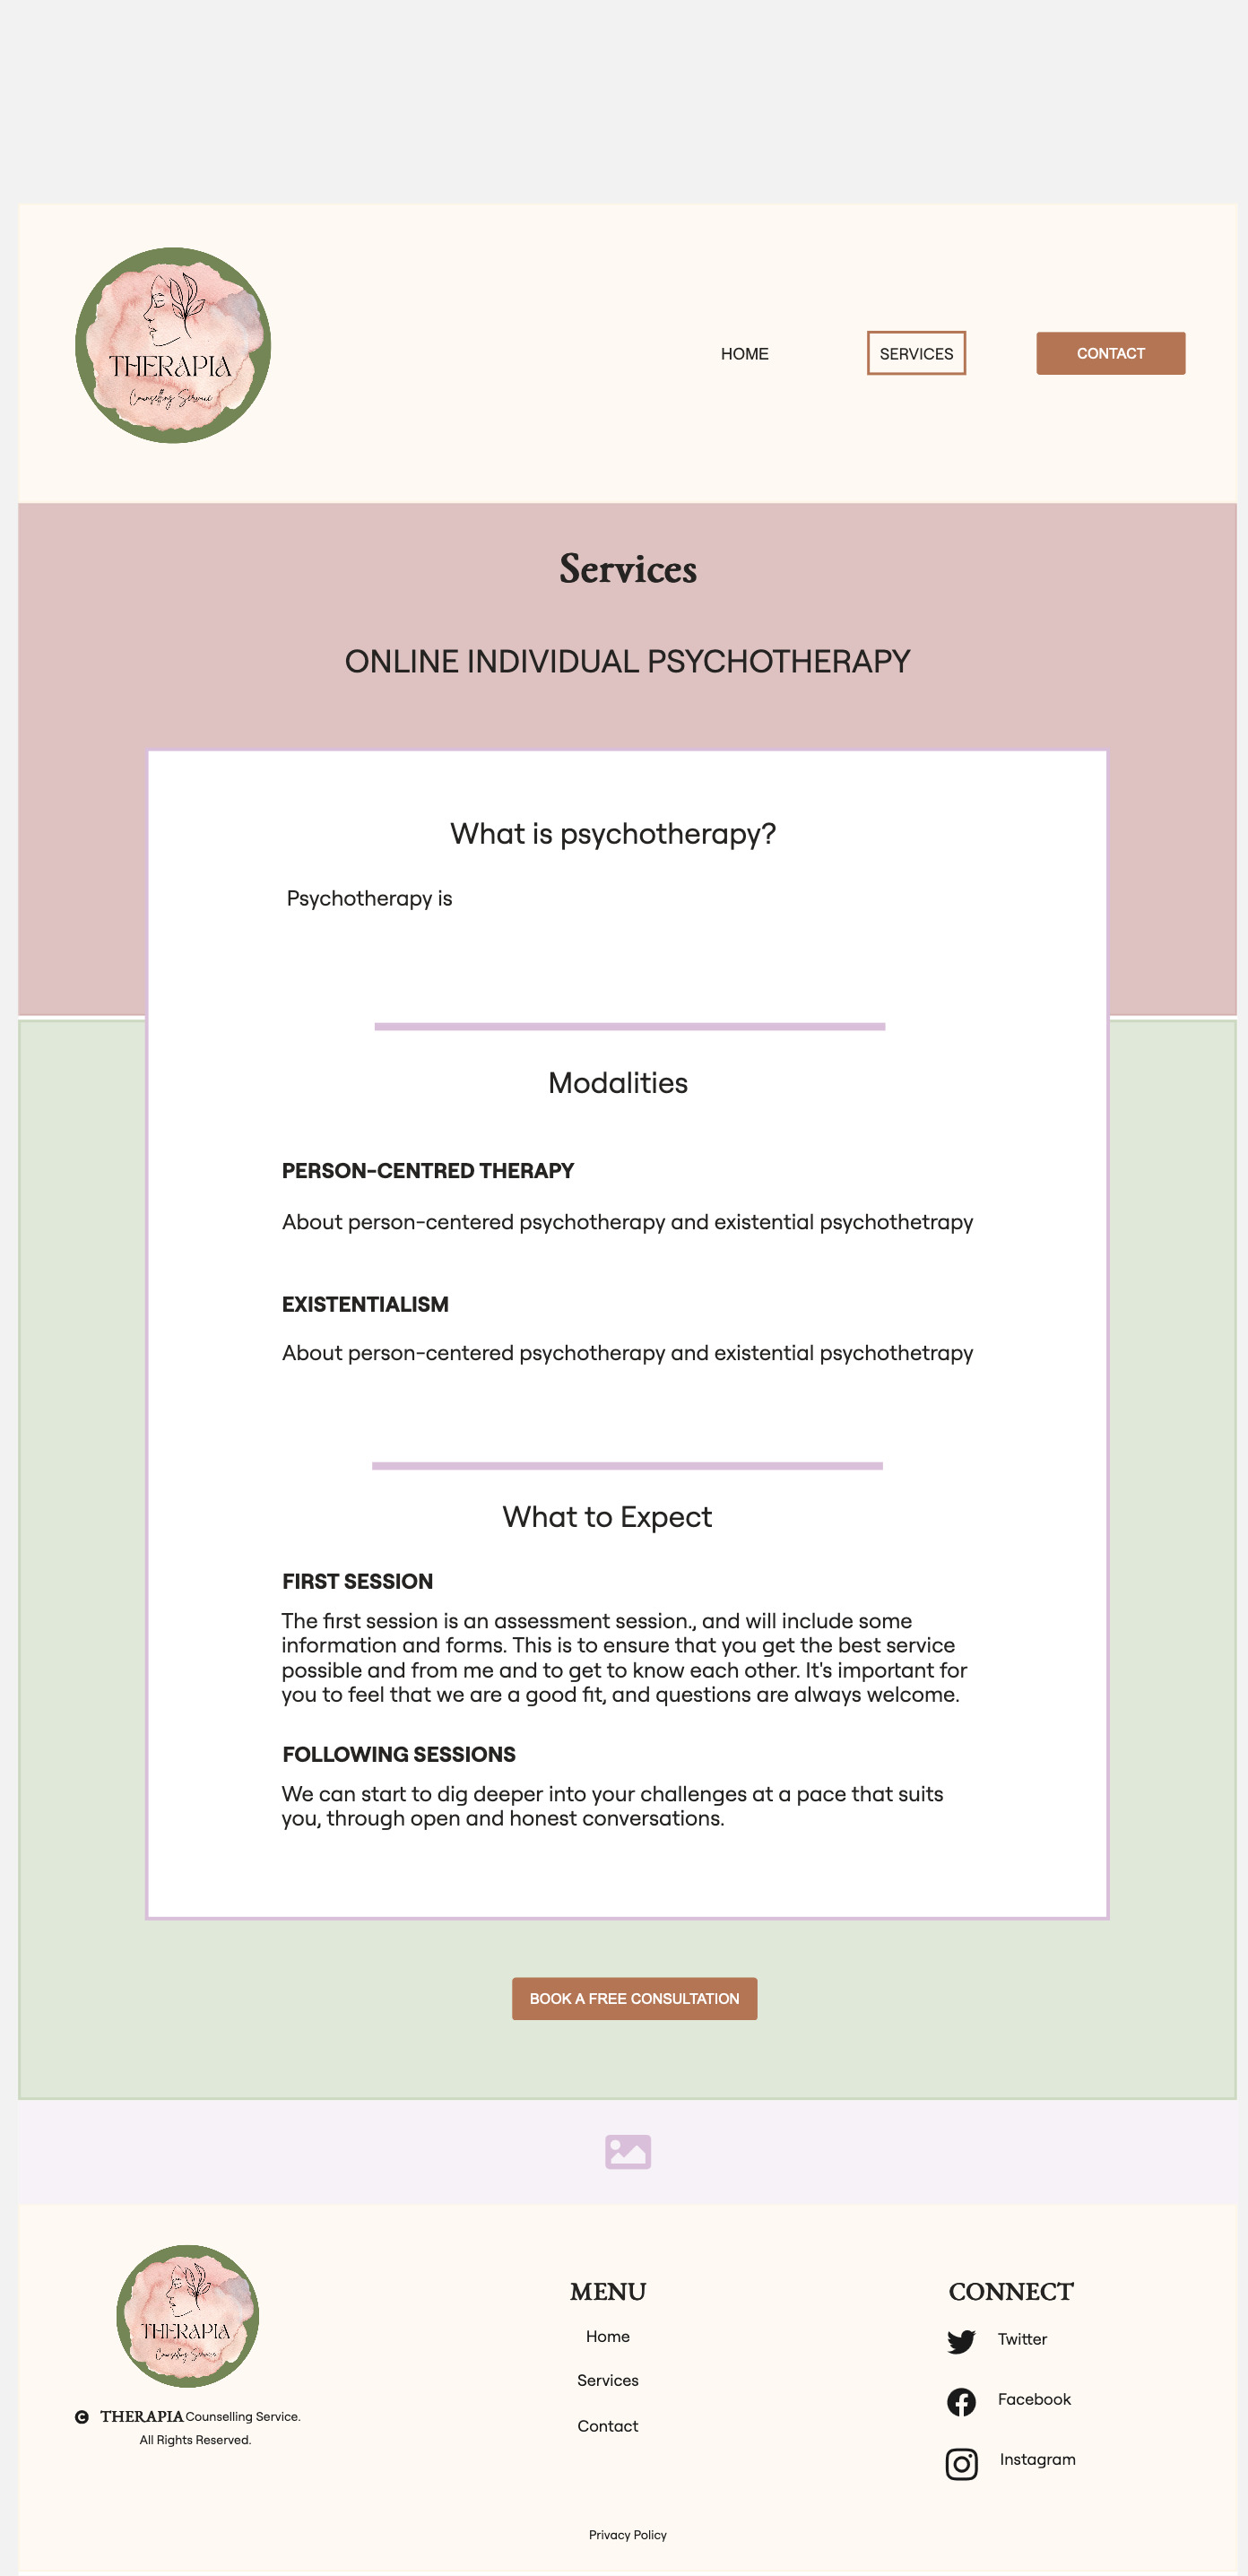 THERAPIA
Counselling Service
HOME
SERVICES
CONTACT
Services
ONLINE INDIVIDUAL PSYCHOTHERAPY
What is psychotherapy?
Psychotherapy is
Modalities
PERSON-CENTRED THERAPY
About person-centered psychotherapy and existential psychothetrapy
EXISTENTIALISM
About person-centered psychotherapy and existential psychothetrapy
What to Expect
FIRST SESSION
The first session is an assessment session., and will include some
information and forms. This is to ensure that you get the best service
possible and from me and to get to know each other. It's important for
you to feel that we are a good fit, and questions are always welcome.
FOLLOWING SESSIONS
We can start to dig deeper into your challenges at a pace that suits
you, through open and honest conversations.
BOOK A FREE CONSULTATION
THERAPIA
Counselling Service
© THERAPIA Counselling Service.
All Rights Reserved.
MENU
Home
Services
Contact
CONNECT
Twitter
Facebook
Instagram
Privacy Policy